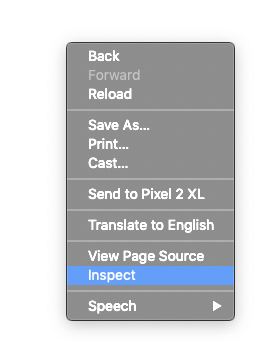 Back
Forward
Reload
Save As...
Print...
Cast...
Send to Pixel 2 XL
Translate to English
View Page Source
Inspect
Speech